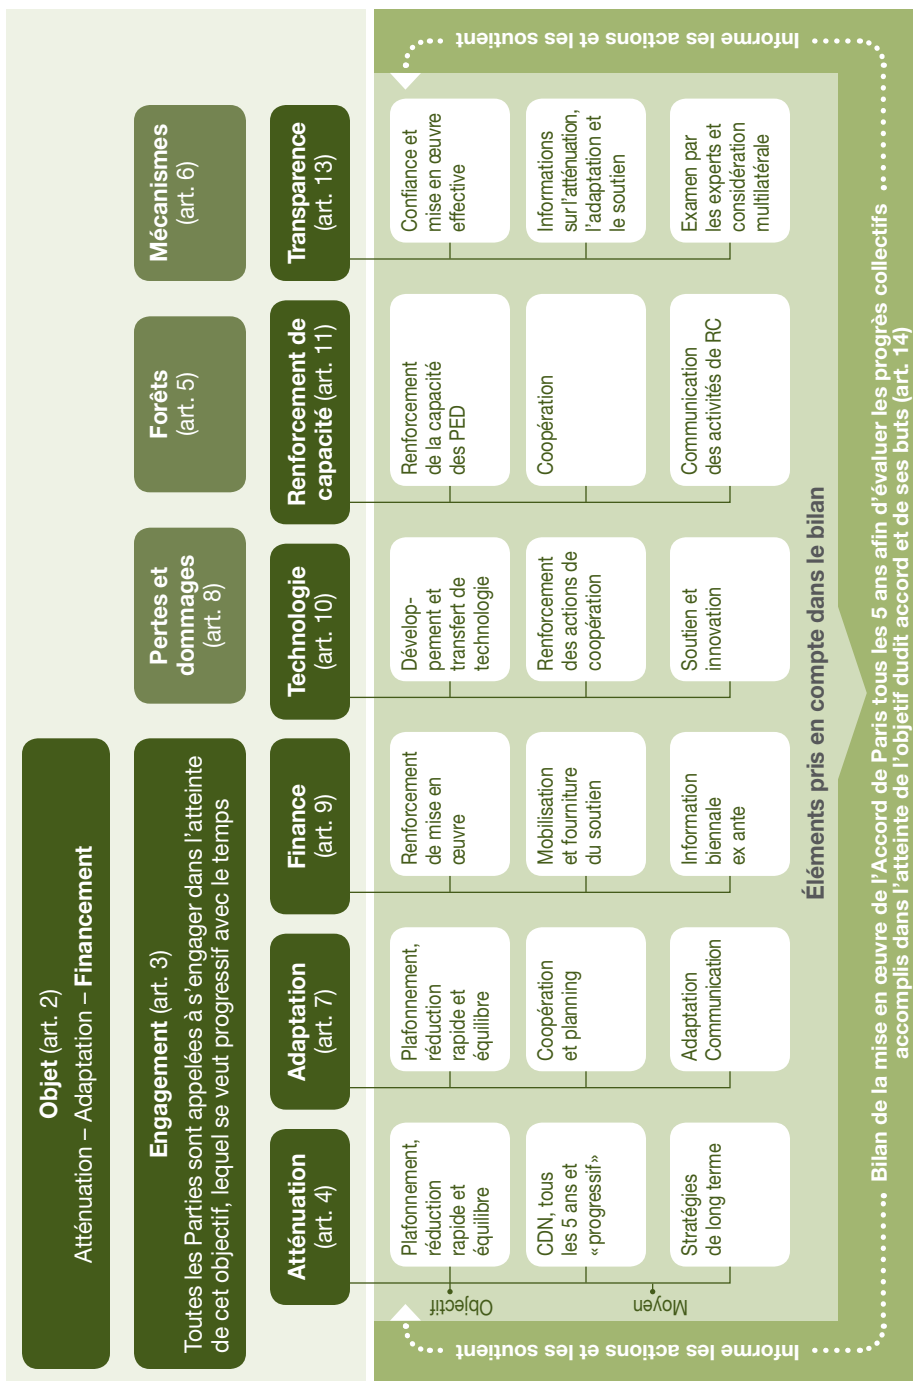 Objet (art. 2)
Atténuation – Adaptation – Financement
Engagement (art. 3)
Toutes les Parties sont appelées à s'engager dans l'atteinte
de cet objectif, lequel se veut progressif avec le temps
Pertes et
dommages
(art. 8)
Forêts
(art. 5)
Mécanismes
(art. 6)
Atténuation
(art. 4)
Adaptation
(art. 7)
Finance
(art. 9)
Technologie
(art. 10)
Renforcement de
capacité (art. 11)
Transparence
(art. 13)
Objectif
Plafonnement,
réduction
rapide et
équilibre
Plafonnement,
réduction
rapide et
équilibre
Renforcement
de mise en
œuvre
Dévelop-
pement et
transfert de
technologie
Renforcement
de la capacité
des PED
Confiance et
mise en œuvre
effective
Moyen
CDN, tous
les 5 ans et
« progressif»
Coopération
et planning
Mobilisation
et fourniture
du soutien
Renforcement
des actions de
coopération
Coopération
Informations
sur l'atténuation,
l'adaptation et
le soutien
Stratégies
de long terme
Adaptation
Communication
Information
biennale
ex ante
Soutien et
innovation
Communication
des activités de RC
Examen par
les experts et
considération
multilatérale
Éléments pris en compte dans le bilan
Informe les actions et les soutient
Informe les actions et les soutient
Bilan de la mise en œuvre de l'Accord de Paris tous les 5 ans afin d'évaluer les progrès collectifs
accomplis dans l'atteinte de l'objetif dudit accord et de ses buts (art. 14)